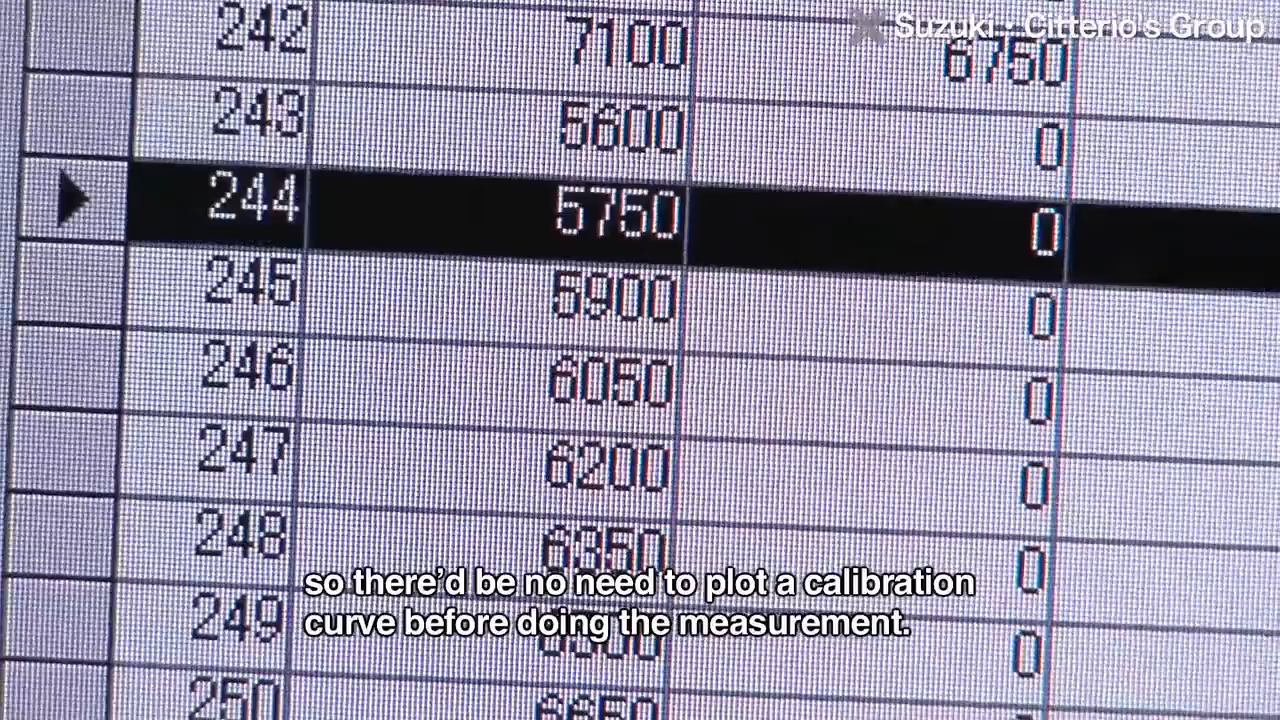 Suzuki · Citterio's Group
242 7100 6750
243 5600 0
244 5750 0
245 5900 0
246 6050 0
247 6200 0
248 6350 0
249 0
250 6650
so there'd be no need to plot a calibration
curve before doing the measurement.